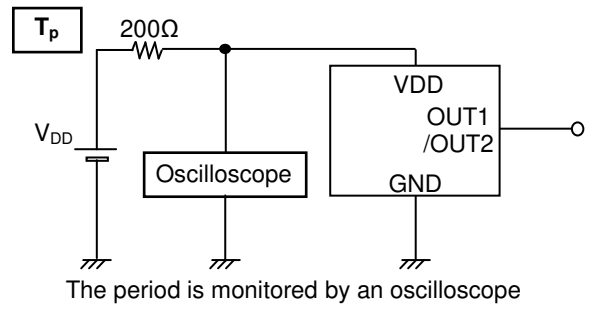 Tp
200Ω
VDD
VDD
OUT1
/OUT2
Oscilloscope
GND
The period is monitored by an oscilloscope